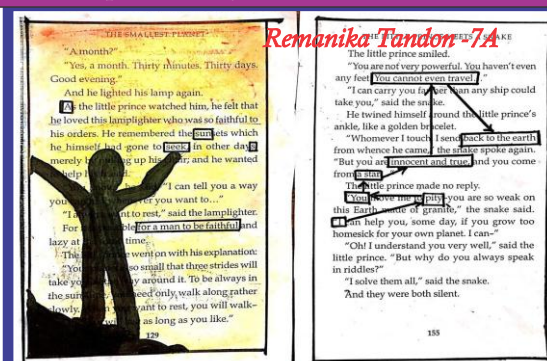 THE SMALLEST PLANET
"A month?"
"Yes, a month. Thirty minutes. Thirty days.
Good evening."
And he lighted his lamp again.
As the little prince watched him, he felt that
he loved this lamplighter who was so faithful to
his orders. He remembered the sunsets which
he himself had gone to seek, in other days,
merely by pulling up his chair; and he wanted
to help his friend.
"I can tell you a way
you want to..."
"I want to rest," said the lamplighter.
For for a man to be faithful and
lazy at time.
The went on with his explanation:
so small that three strides will
take you way around it. To be always in
the sun need only walk along rather
slowly. want to rest, you will walk–
as long as you like."
129
Remanika Tandon -7A
THE MEETS A SNAKE
The little prince smiled.
"You are not very powerful. You haven't even
any feet. You cannot even travel."
"I can carry you farther than any ship could
take you," said the snake.
He twined himself around the little prince's
ankle, like a golden bracelet.
"Whomever I touch, I send back to the earth
from whence he came," the snake spoke again.
"But you are innocent and true, and you come
from a star."
The little prince made no reply.
"You move me to pity–you are so weak on
this Earth made of granite," the snake said.
"I can help you, some day, if you grow too
homesick for your own planet. I can–"
"Oh! I understand you very well," said the
little prince. "But why do you always speak
in riddles?"
"I solve them all," said the snake.
And they were both silent.
155